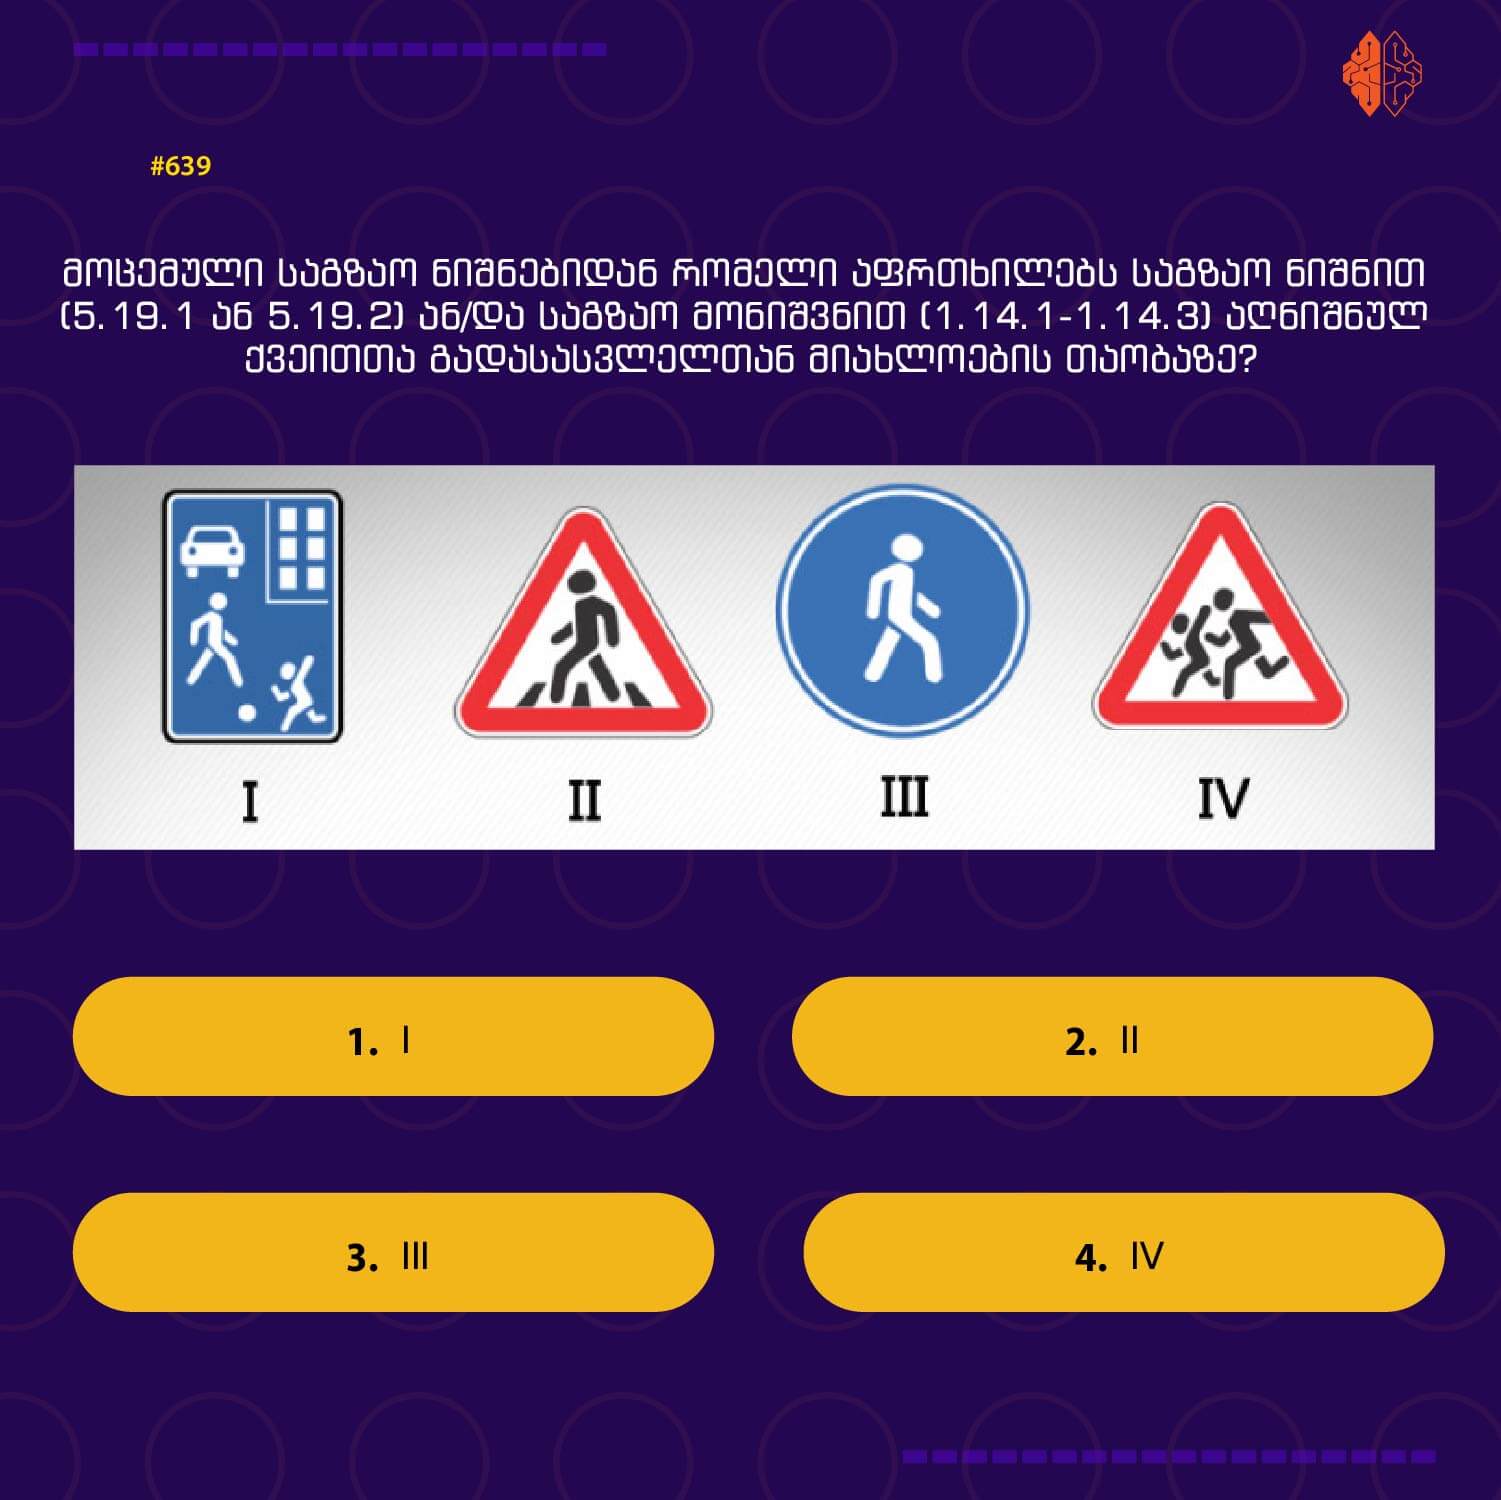 #639
მოცემული საგზაო ნიშნებიდან რომელი აფრთხილებს საგზაო ნიშნით
(5.19.1 ან 5.19.2) ან/და საგზაო მონიშვნით (1.14.1-1.14.3) აღნიშნულ
ქვეითთა გადასასვლელთან მიახლოების თაობაზე?
I II III IV
1. I 2. II
3. III 4. IV